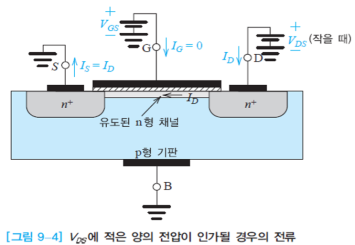 +
V_GS
−
G
I_G = 0
+
V_DS (작을 때)
−
S
I_S = I_D
I_D
D
n⁺
I_D
n⁺
유도된 n형 채널
p형 기판
B
[그림 9-4] V_DS에 적은 양의 전압이 인가될 경우의 전류